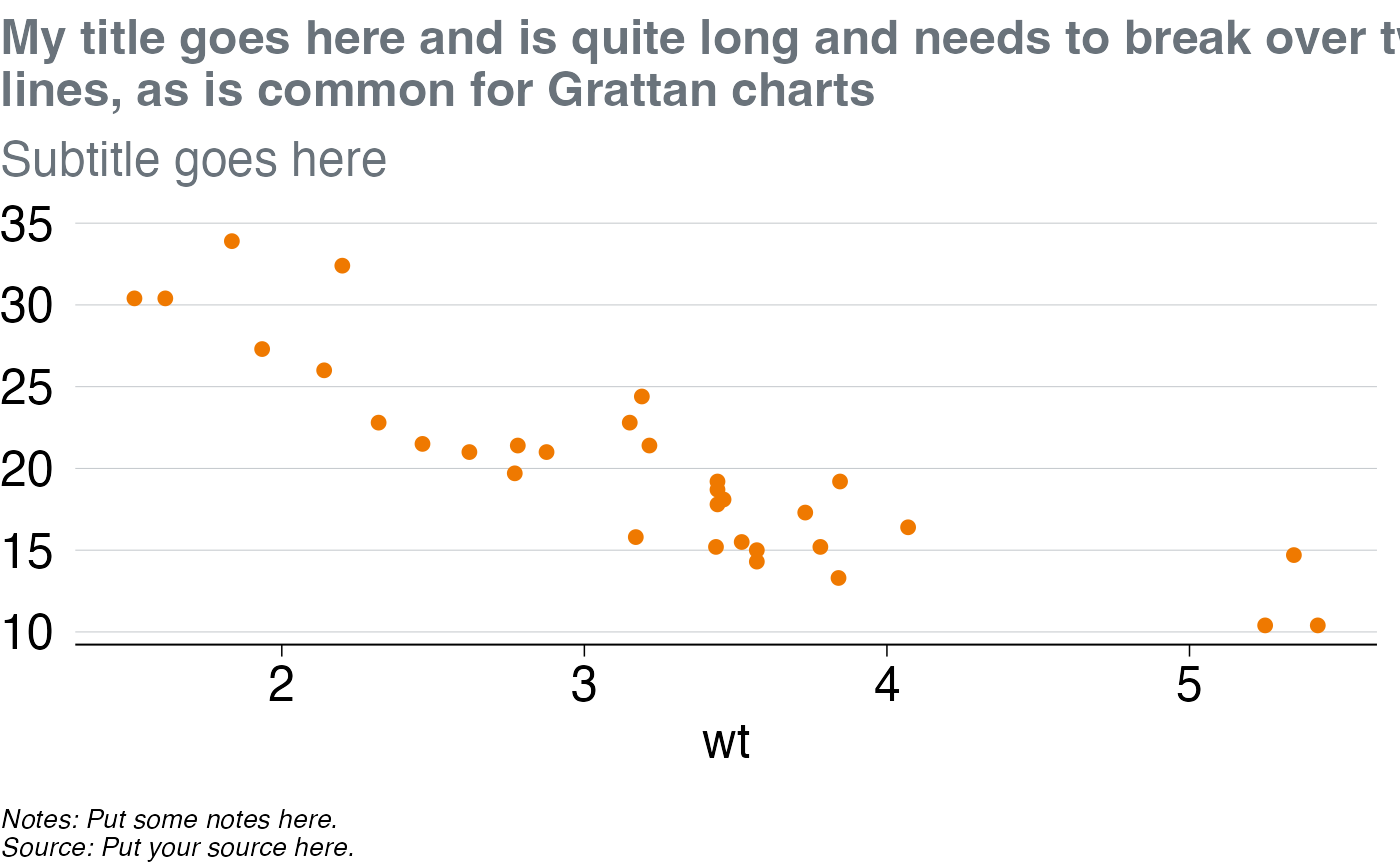 My title goes here and is quite long and needs to break over
lines, as is common for Grattan charts
Subtitle goes here
35
30
25
20
15
10
2 3 4 5
wt
Notes: Put some notes here.
Source: Put your source here.